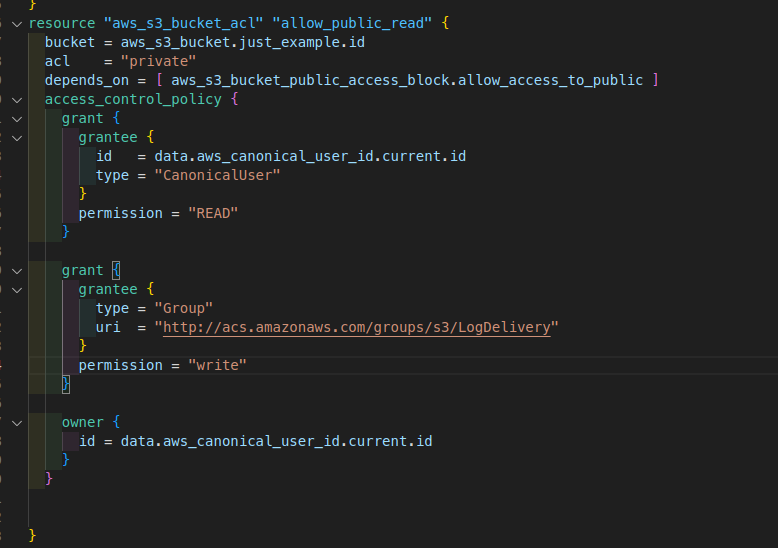 }
resource "aws_s3_bucket_acl" "allow_public_read" {
  bucket = aws_s3_bucket.just_example.id
  acl    = "private"
  depends_on = [ aws_s3_bucket_public_access_block.allow_access_to_public ]
  access_control_policy {
    grant {
      grantee {
        id   = data.aws_canonical_user_id.current.id
        type = "CanonicalUser"
      }
      permission = "READ"
    }

    grant {
      grantee {
        type = "Group"
        uri  = "http://acs.amazonaws.com/groups/s3/LogDelivery"
      }
      permission = "write"
    }

    owner {
      id = data.aws_canonical_user_id.current.id
    }
  }


}